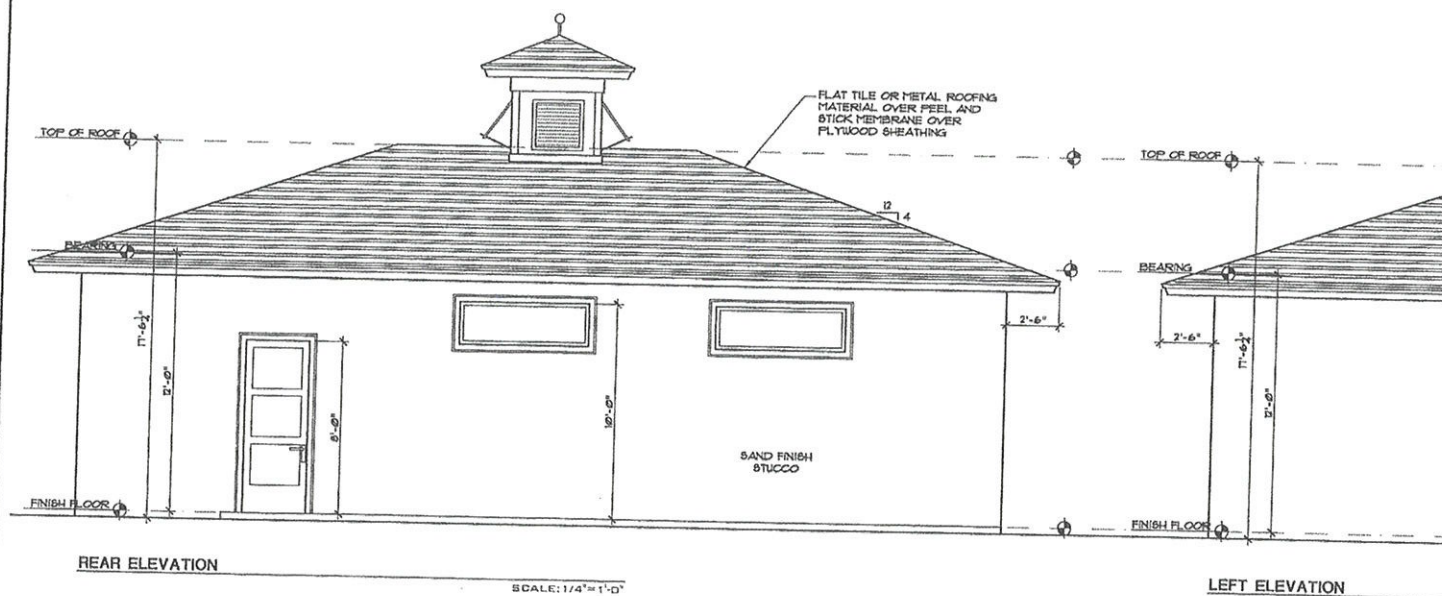 FLAT TILE OR METAL ROOFING
MATERIAL OVER PEEL AND
STICK MEMBRANE OVER
PLYWOOD SHEATHING
TOP OF ROOF
12
4
BEARING
17'-6½"
12'-0"
8'-0"
10'-0"
2'-6"
SAND FINISH
STUCCO
FINISH FLOOR
REAR ELEVATION
SCALE: 1/4"=1'-0"
TOP OF ROOF
BEARING
2'-6"
17'-6½"
12'-0"
FINISH FLOOR
LEFT ELEVATION